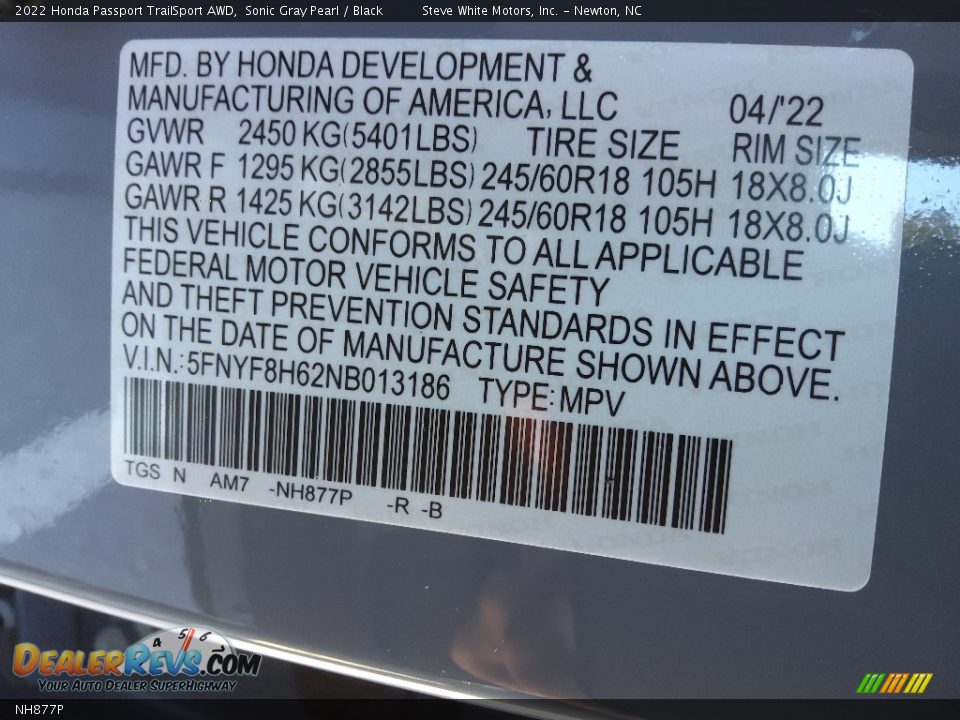 2022 Honda Passport TrailSport AWD, Sonic Gray Pearl / Black Steve White Motors, Inc. – Newton, NC
MFD. BY HONDA DEVELOPMENT &
MANUFACTURING OF AMERICA, LLC 04/'22
GVWR 2450 KG(5401LBS) TIRE SIZE RIM SIZE
GAWR F 1295 KG(2855LBS) 245/60R18 105H 18X8.0J
GAWR R 1425 KG(3142LBS) 245/60R18 105H 18X8.0J
THIS VEHICLE CONFORMS TO ALL APPLICABLE
FEDERAL MOTOR VEHICLE SAFETY
AND THEFT PREVENTION STANDARDS IN EFFECT
ON THE DATE OF MANUFACTURE SHOWN ABOVE.
V.I.N.: 5FNYF8H62NB013186 TYPE: MPV
TGS N AM7 -NH877P -R -B
4 5 6
DEALERREVS.COM
YOUR AUTO DEALER SUPERHIGHWAY
NH877P